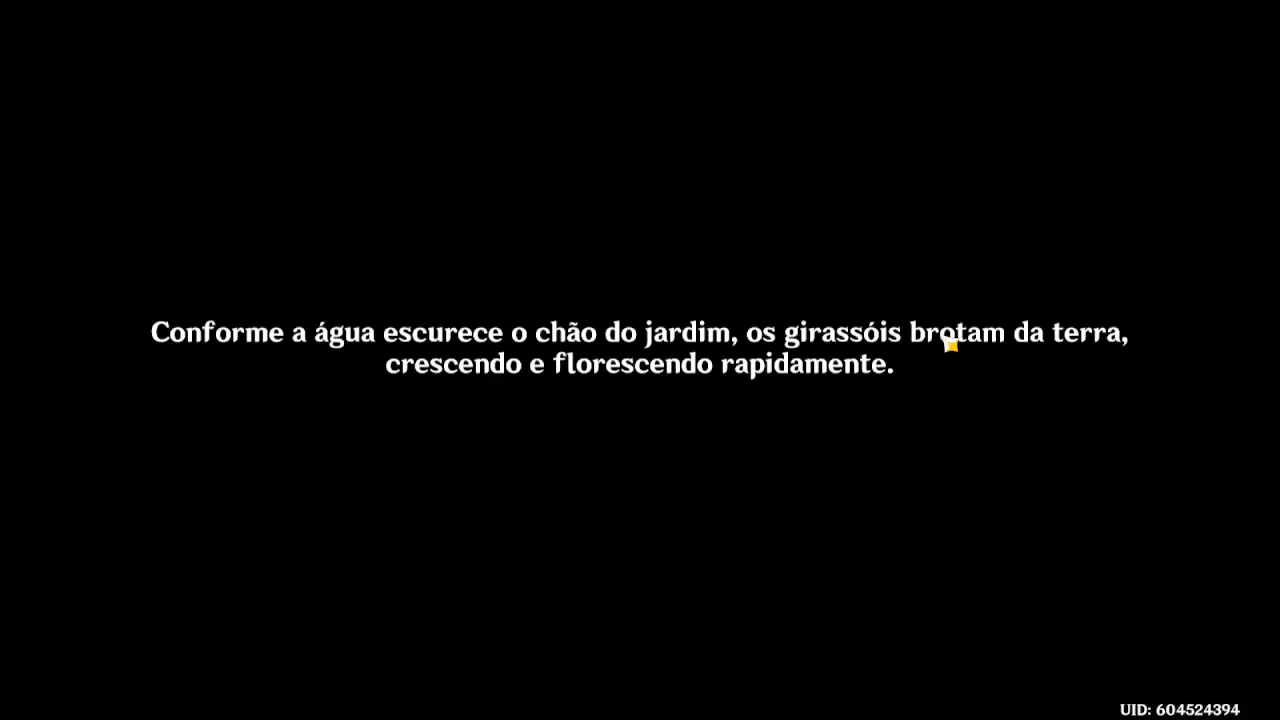 Conforme a água escurece o chão do jardim, os girassóis brotam da terra,
crescendo e florescendo rapidamente.
UID: 604524394